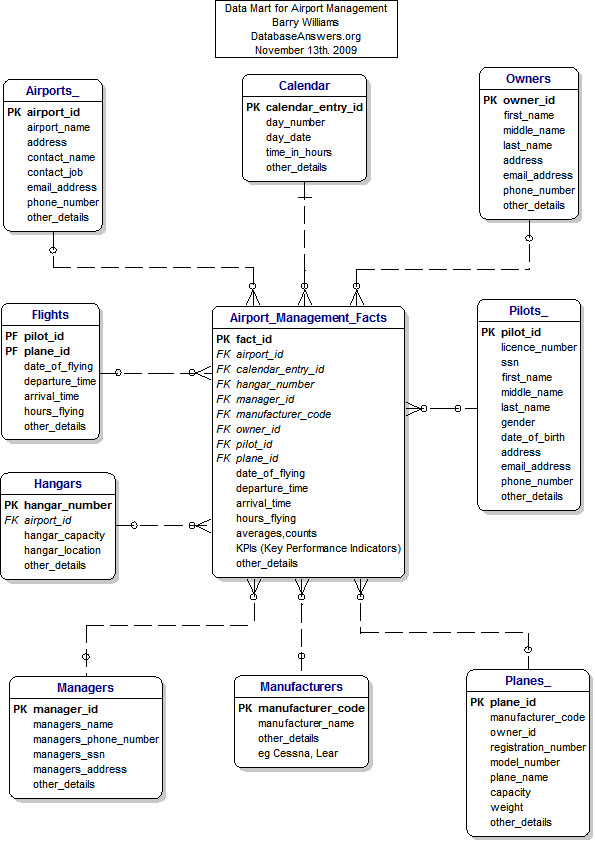 Data Mart for Airport Management
Barry Williams
DatabaseAnswers.org
November 13th. 2009
Airports_
PK airport_id
airport_name
address
contact_name
contact_job
email_address
phone_number
other_details
Calendar
PK calendar_entry_id
day_number
day_date
time_in_hours
other_details
Owners
PK owner_id
first_name
middle_name
last_name
address
email_address
phone_number
other_details
Flights
PF pilot_id
PF plane_id
date_of_flying
departure_time
arrival_time
hours_flying
other_details
Airport_Management_Facts
PK fact_id
FK airport_id
FK calendar_entry_id
FK hangar_number
FK manager_id
FK manufacturer_code
FK owner_id
FK pilot_id
FK plane_id
date_of_flying
departure_time
arrival_time
hours_flying
averages,counts
KPIs (Key Performance Indicators)
other_details
Pilots_
PK pilot_id
licence_number
ssn
first_name
middle_name
last_name
gender
date_of_birth
address
email_address
phone_number
other_details
Hangars
PK hangar_number
FK airport_id
hangar_capacity
hangar_location
other_details
Managers
PK manager_id
managers_name
managers_phone_number
managers_ssn
managers_address
other_details
Manufacturers
PK manufacturer_code
manufacturer_name
other_details
eg Cessna, Lear
Planes_
PK plane_id
manufacturer_code
owner_id
registration_number
model_number
plane_name
capacity
weight
other_details